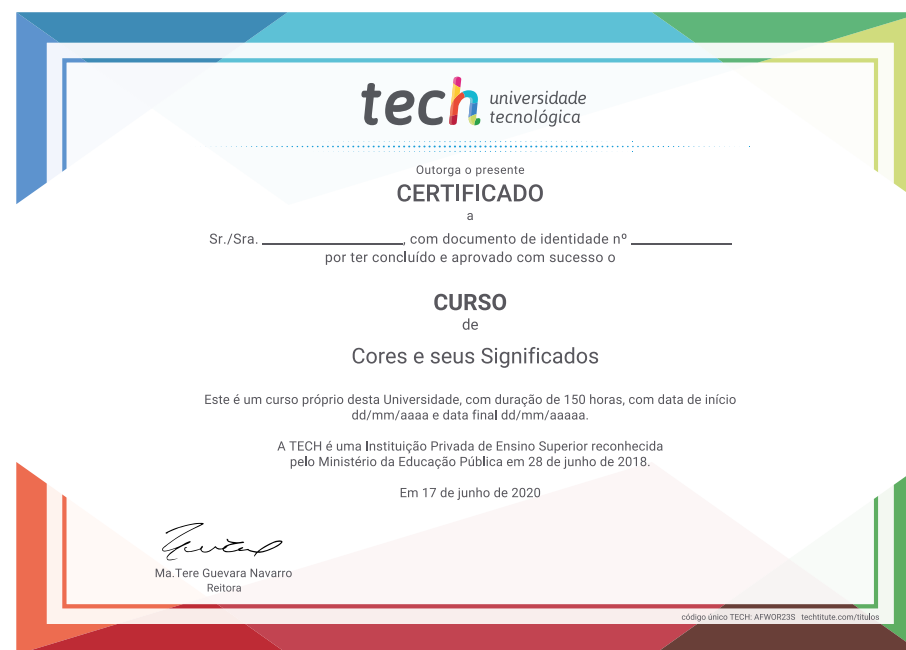 tech universidade
tecnológica
Outorga o presente
CERTIFICADO
a
Sr./Sra. ________________, com documento de identidade nº ____________
por ter concluído e aprovado com sucesso o
CURSO
de
Cores e seus Significados
Este é um curso próprio desta Universidade, com duração de 150 horas, com data de início
dd/mm/aaaa e data final dd/mm/aaaaa.
A TECH é uma Instituição Privada de Ensino Superior reconhecida
pelo Ministério da Educação Pública em 28 de junho de 2018.
Em 17 de junho de 2020
Ma.Tere Guevara Navarro
Reitora
código único TECH: AFWOR23S techtitute.com/titulos